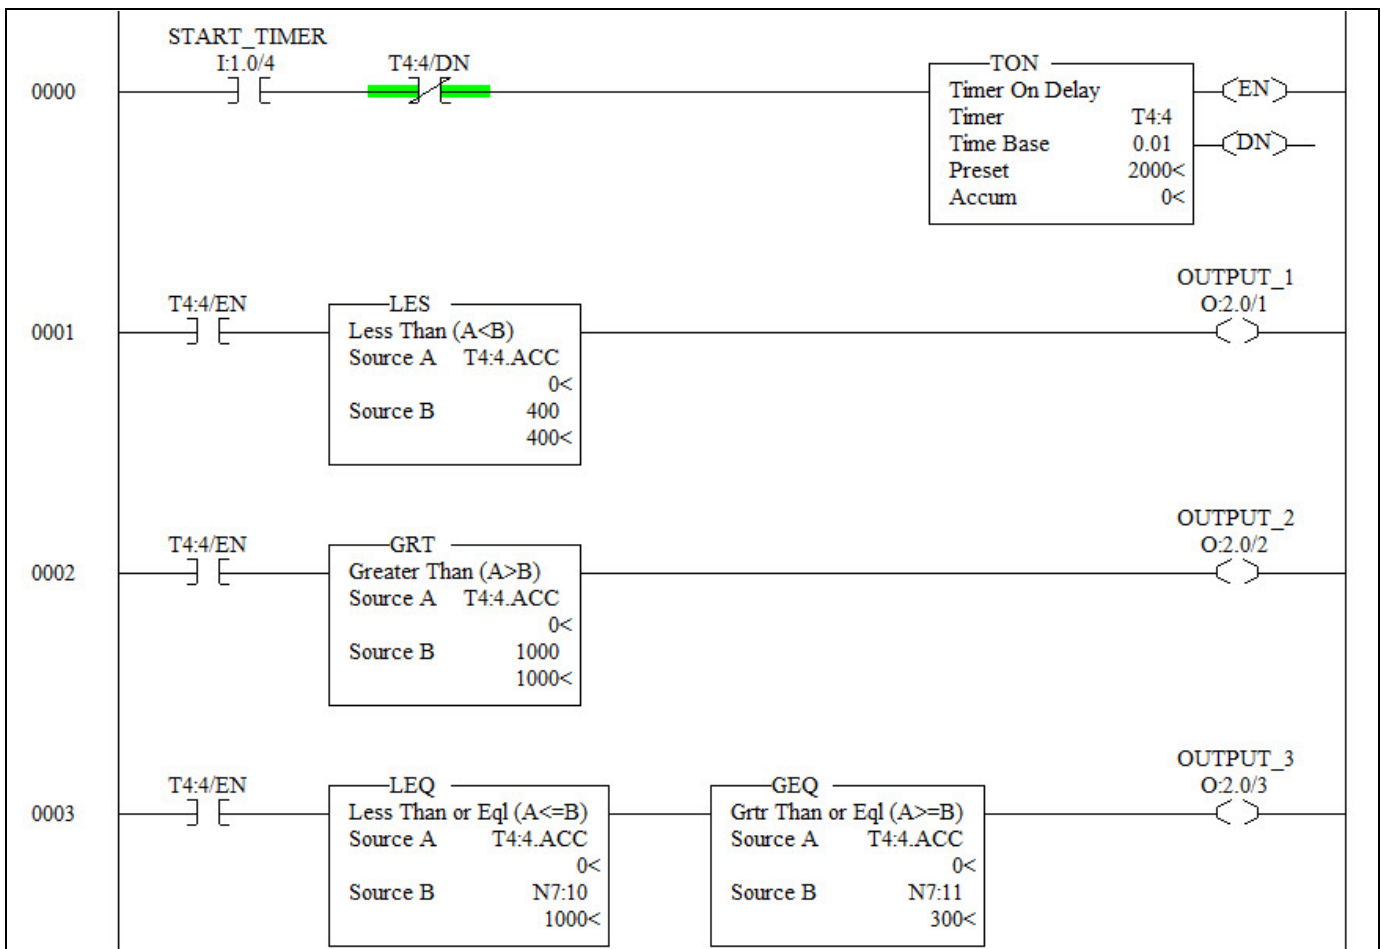 START_TIMER
I:1.0/4
T4:4/DN
0000
TON
Timer On Delay
Timer T4:4
Time Base 0.01
Preset 2000<
Accum 0<
EN
DN
OUTPUT_1
O:2.0/1
T4:4/EN
0001
LES
Less Than (A<B)
Source A T4:4.ACC
0<
Source B 400
400<
OUTPUT_2
O:2.0/2
T4:4/EN
0002
GRT
Greater Than (A>B)
Source A T4:4.ACC
0<
Source B 1000
1000<
OUTPUT_3
O:2.0/3
T4:4/EN
0003
LEQ
Less Than or Eql (A<=B)
Source A T4:4.ACC
0<
Source B N7:10
1000<
GEQ
Grtr Than or Eql (A>=B)
Source A T4:4.ACC
0<
Source B N7:11
300<